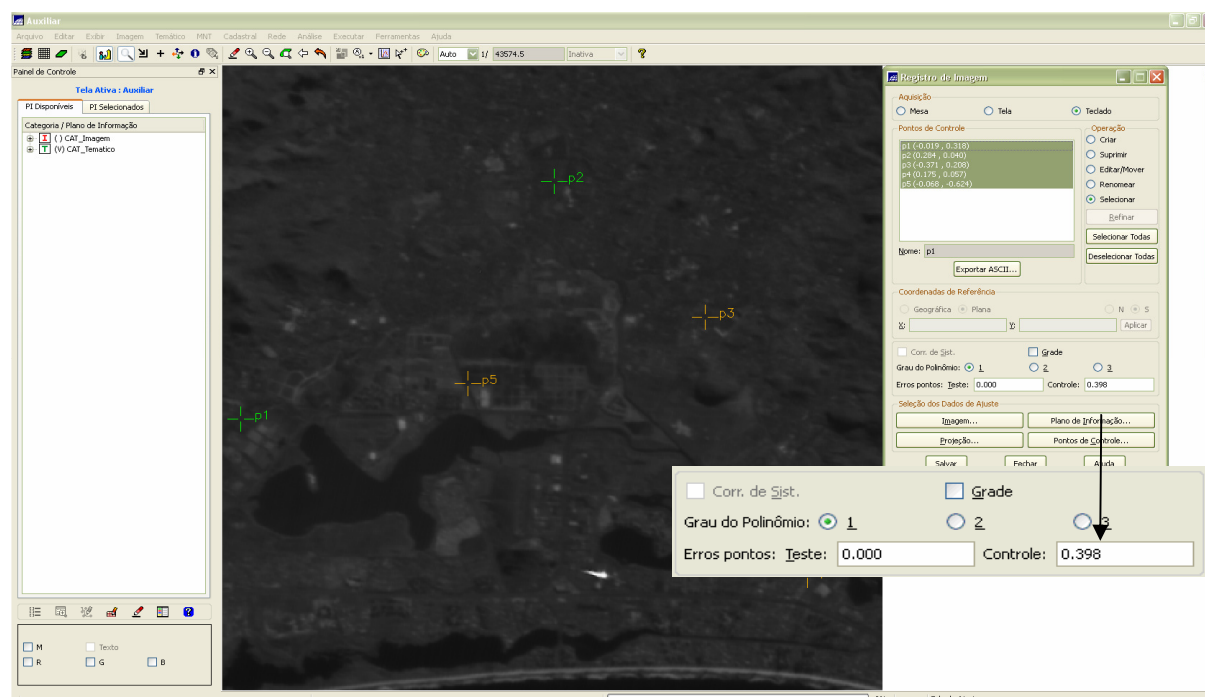 Auxiliar
Arquivo Editar Exibir Imagem Temático MNT Cadastral Rede Análise Executar Ferramentas Ajuda
Auto 1/ 43574.5 Inativa
Painel de Controle
Tela Ativa : Auxiliar
PI Disponíveis PI Selecionados
Categoria / Plano de Informação
( ) CAT_Imagem
(V) CAT_Tematico
M Texto
R G B
p2
p3
p5
p1
Registro de Imagem
Aquisição
Mesa Tela Teclado
Pontos de Controle Operação
p1 (-0.019 , 0.318)
p2 (0.284 , 0.040)
p3 (-0.371 , 0.208)
p4 (0.175 , 0.057)
p5 (-0.068 , -0.624)
Criar
Suprimir
Editar/Mover
Renomear
Selecionar
Refinar
Selecionar Todas
Deselecionar Todas
Nome: p1
Exportar ASCII...
Coordenadas de Referência
Geográfica Plana N S
X: Y: Aplicar
Corr. de Sist. Grade
Grau do Polinômio: 1 2 3
Erros pontos: Teste: 0.000 Controle: 0.398
Seleção dos Dados de Ajuste
Imagem... Plano de Informação...
Projeção... Pontos de Controle...
Salvar Fechar Ajuda
Corr. de Sist. Grade
Grau do Polinômio: 1 2 3
Erros pontos: Teste: 0.000 Controle: 0.398